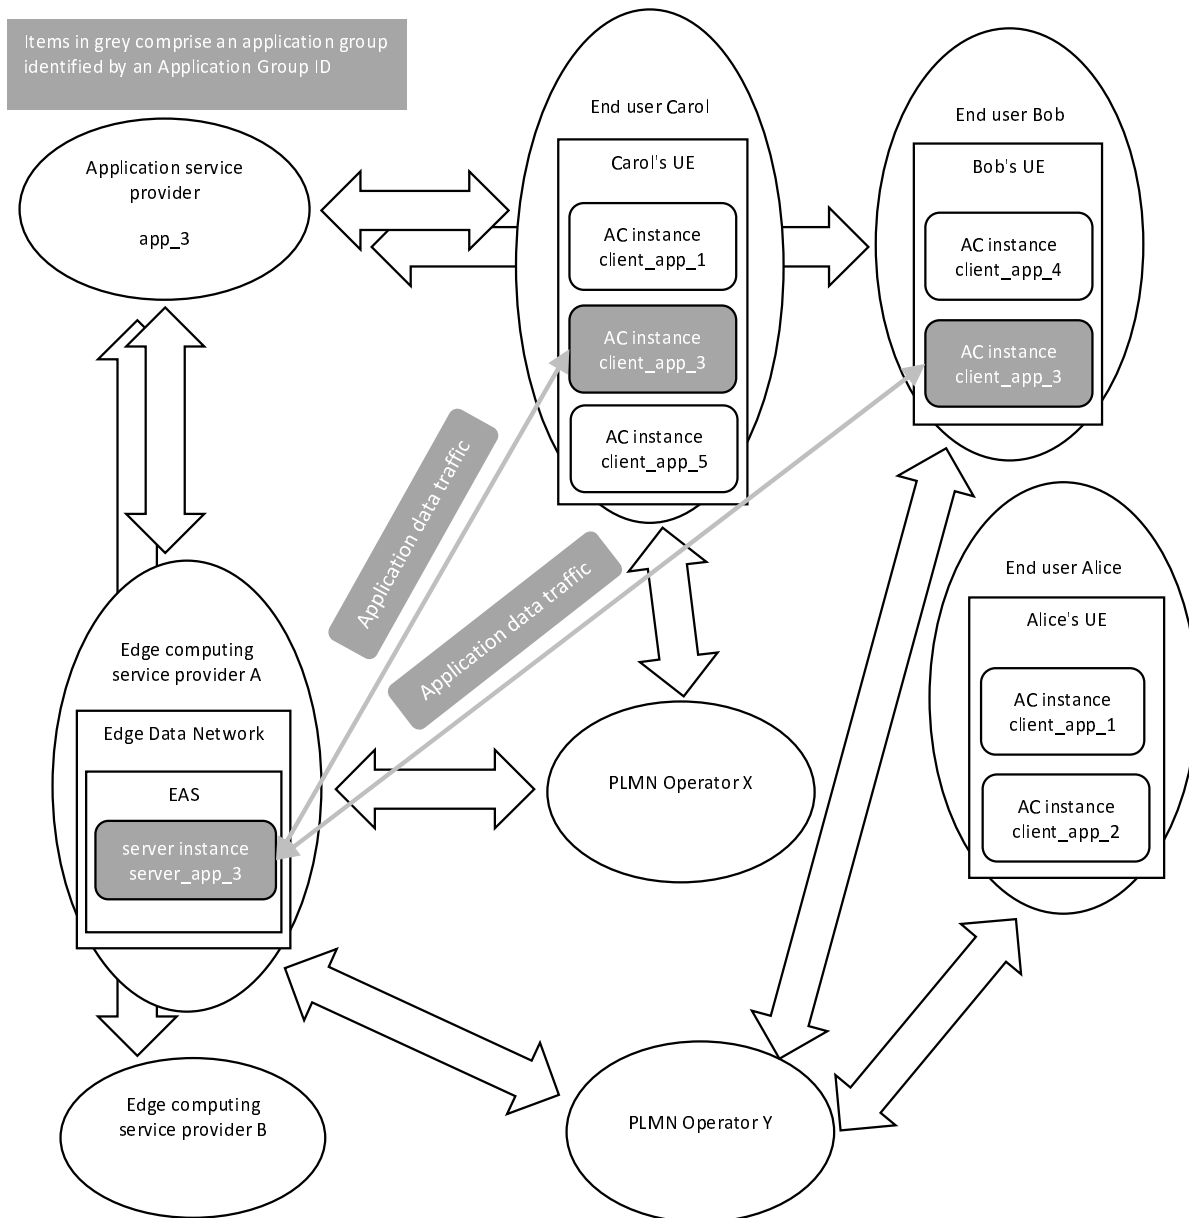 Items in grey comprise an application group
identified by an Application Group ID
Application service
provider
app_3
End user Carol
Carol's UE
AC instance
client_app_1
AC instance
client_app_3
AC instance
client_app_5
End user Bob
Bob's UE
AC instance
client_app_4
AC instance
client_app_3
Application data traffic
Application data traffic
End user Alice
Alice's UE
AC instance
client_app_1
AC instance
client_app_2
Edge computing
service provider A
Edge Data Network
EAS
server instance
server_app_3
PLMN Operator X
Edge computing
service provider B
PLMN Operator Y